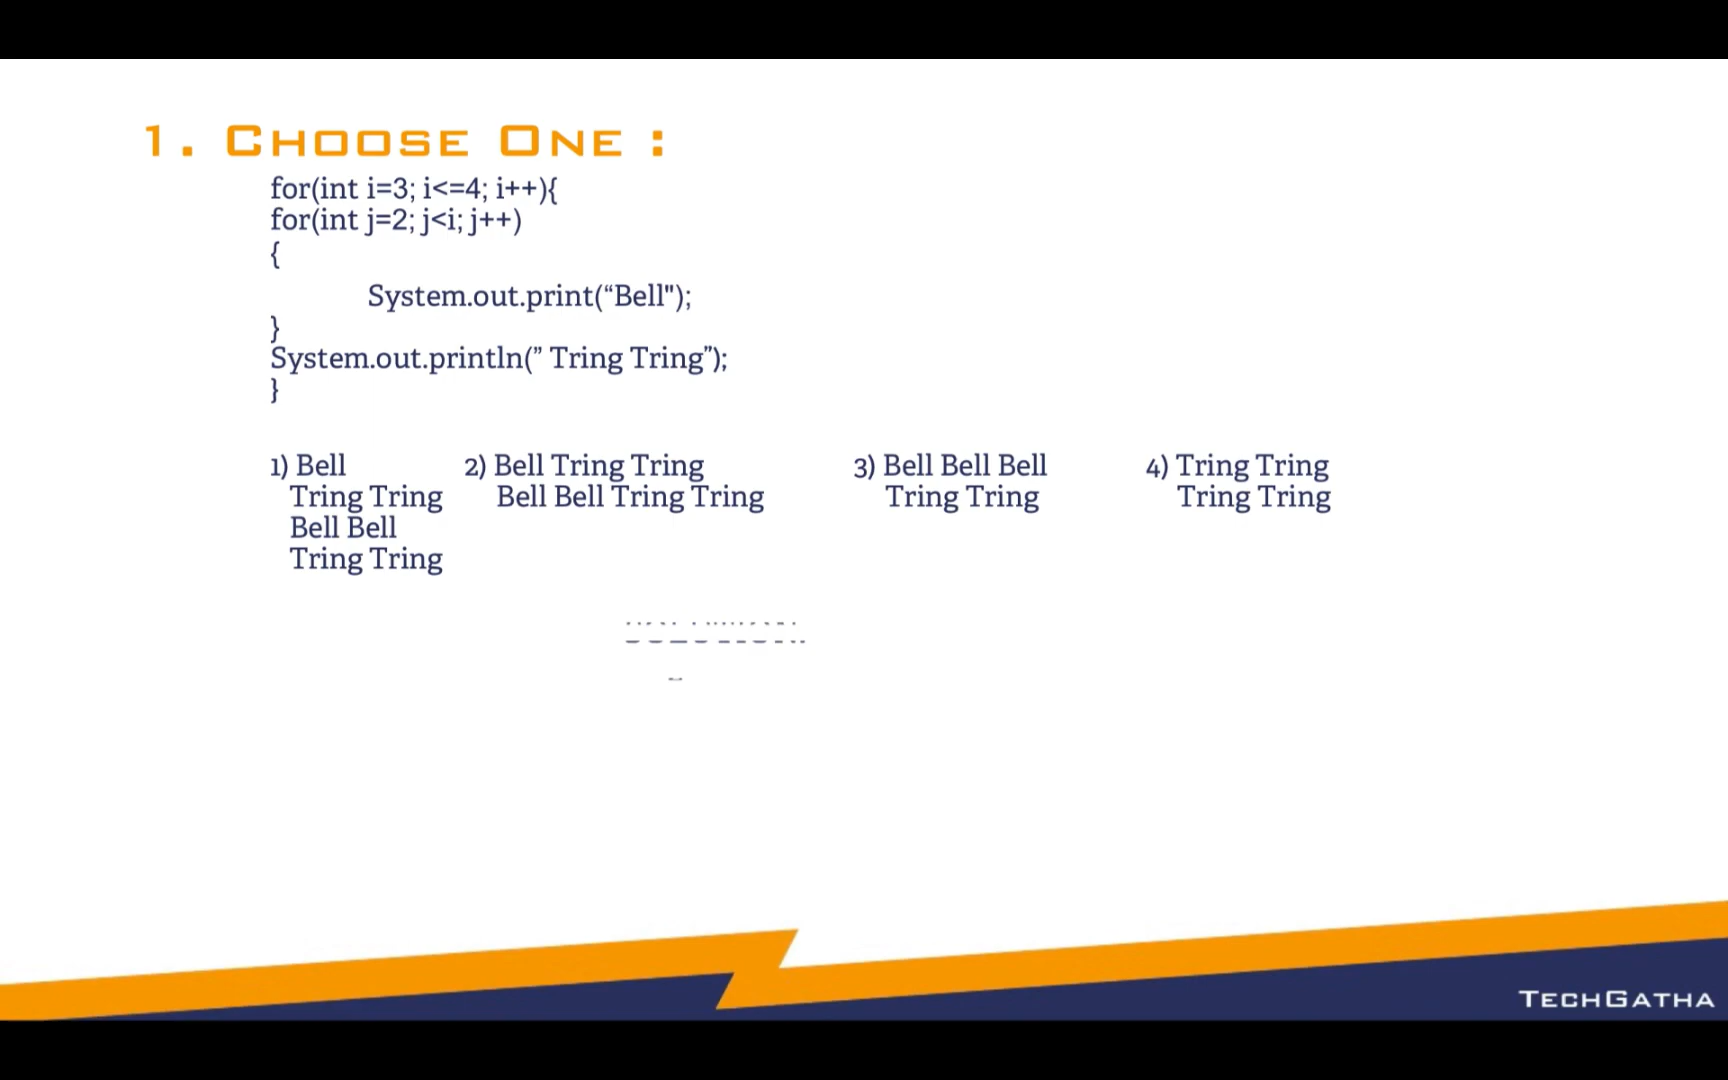 1. Choose One :
for(int i=3; i<=4; i++){
for(int j=2; j<i; j++)
{
System.out.print(“Bell");
}
System.out.println(” Tring Tring”);
}
1) Bell
Tring Tring
Bell Bell
Tring Tring
2) Bell Tring Tring
Bell Bell Tring Tring
3) Bell Bell Bell
Tring Tring
4) Tring Tring
Tring Tring
TechGatha